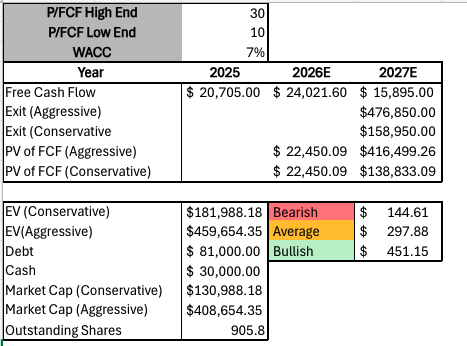 P/FCF High End 30
P/FCF Low End 10
WACC 7%
Year 2025 2026E 2027E
Free Cash Flow $ 20,705.00 $ 24,021.60 $ 15,895.00
Exit (Aggressive) $476,850.00
Exit (Conservative $158,950.00
PV of FCF (Aggressive) $ 22,450.09 $416,499.26
PV of FCF (Conservative) $ 22,450.09 $138,833.09
EV (Conservative) $181,988.18 Bearish $ 144.61
EV(Aggressive) $459,654.35 Average $ 297.88
Debt $ 81,000.00 Bullish $ 451.15
Cash $ 30,000.00
Market Cap (Conservative) $130,988.18
Market Cap (Aggressive) $408,654.35
Outstanding Shares 905.8